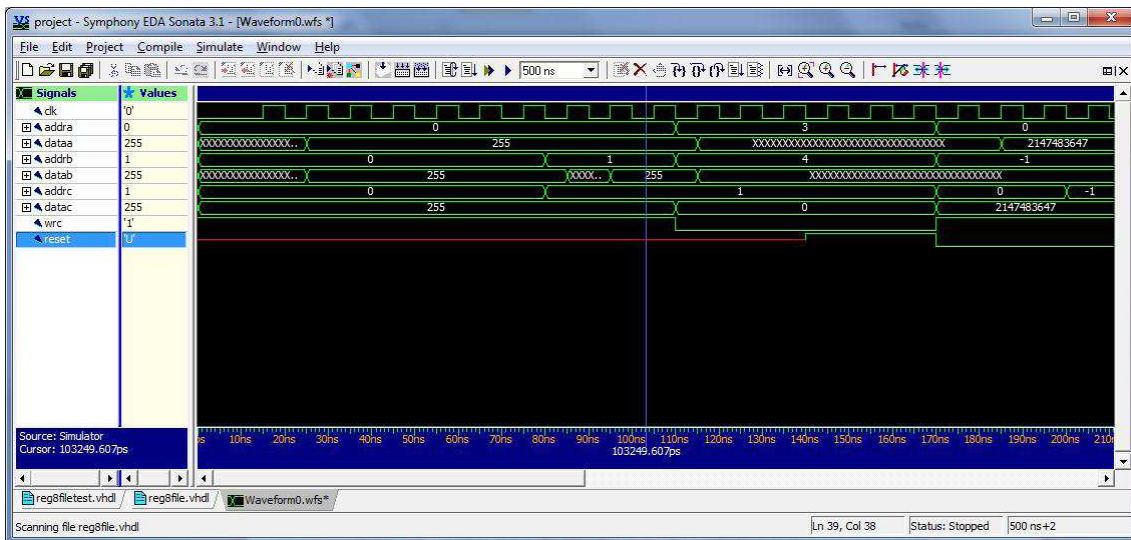 project - Symphony EDA Sonata 3.1 - [Waveform0.wfs *]
File Edit Project Compile Simulate Window Help
500 ns
Signals Values
clk '0'
addra 0 0 3 0
dataa 255 XXXXXXXXXXXXXXX.. 255 XXXXXXXXXXXXXXXXXXXXXXXXXXXXXXXX 2147483647
addrb 1 0 1 4 -1
datab 255 XXXXXXXXXXXXXXX.. 255 XXXX.. 255 XXXXXXXXXXXXXXXXXXXXXXXXXXXXXXXX
addrc 1 0 1 0 -1
datac 255 255 0 2147483647
wrc '1'
reset 'U'
Source: Simulator
Cursor: 103249.607ps
ps 10ns 20ns 30ns 40ns 50ns 60ns 70ns 80ns 90ns 100ns 110ns 120ns 130ns 140ns 150ns 160ns 170ns 180ns 190ns 200ns 210n
103249.607ps
reg8filetest.vhdl reg8file.vhdl Waveform0.wfs*
Scanning file reg8file.vhdl Ln 39, Col 38 Status: Stopped 500 ns+2